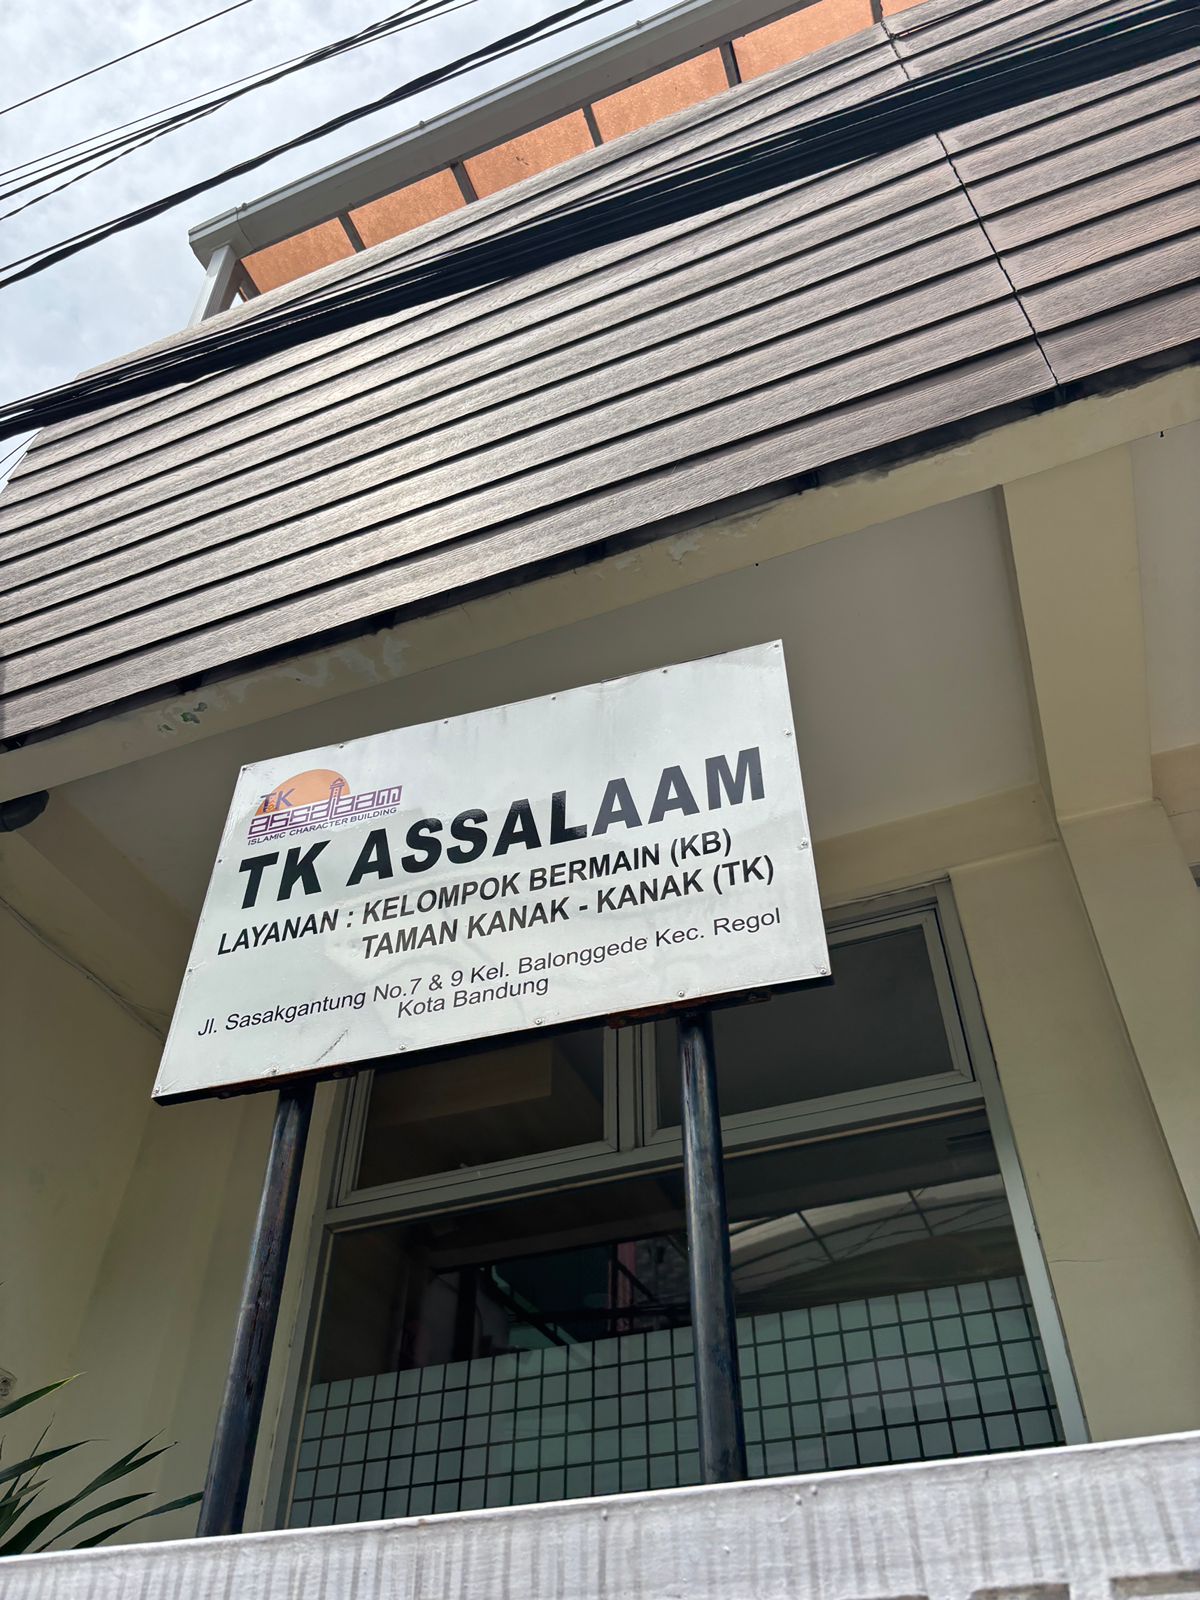 TK
assalaam
ISLAMIC CHARACTER BUILDING
TK ASSALAAM
LAYANAN : KELOMPOK BERMAIN (KB)
TAMAN KANAK - KANAK (TK)
Jl. Sasakgantung No.7 & 9 Kel. Balonggede Kec. Regol
Kota Bandung